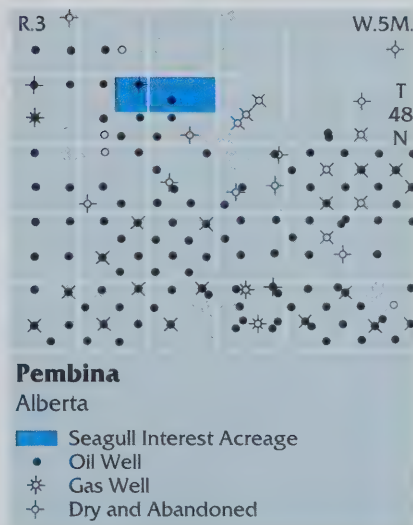 R.3 W.5M.
T
48
N
Pembina
Alberta
Seagull Interest Acreage
Oil Well
Gas Well
Dry and Abandoned